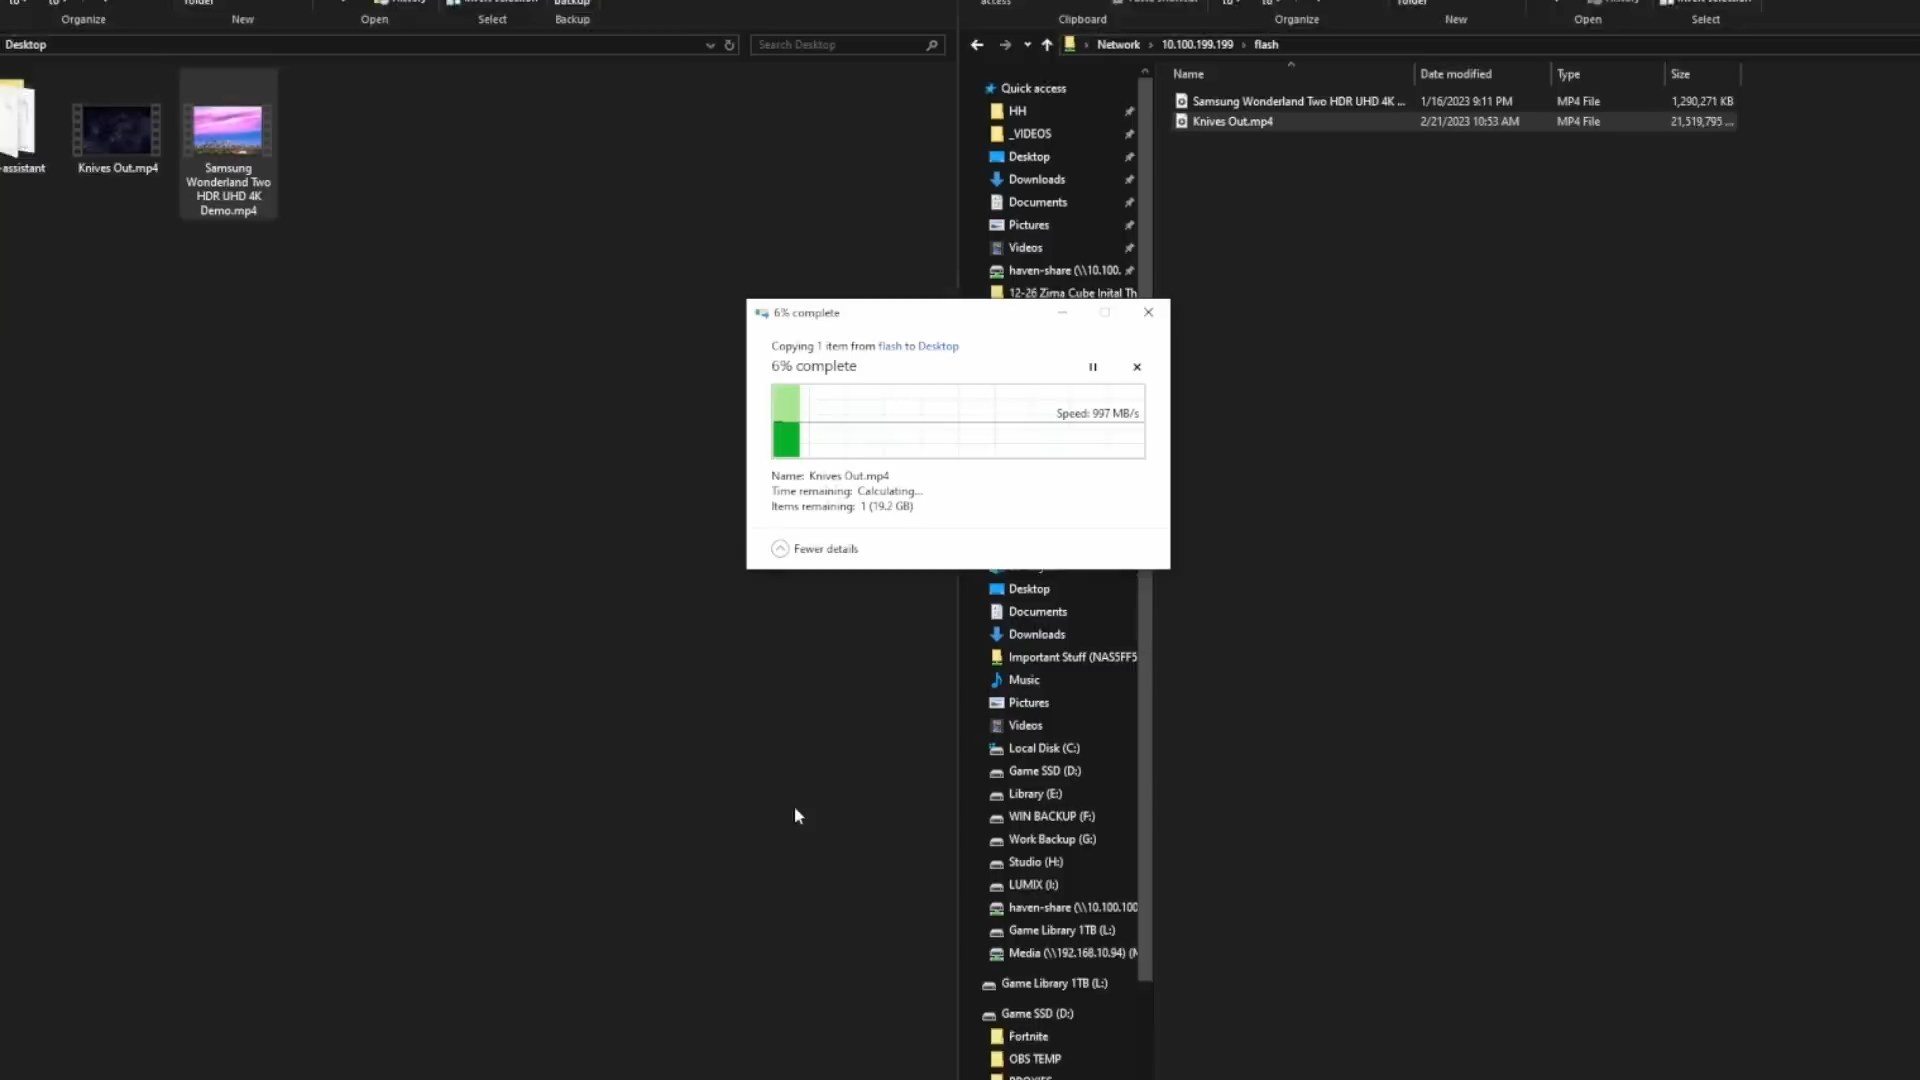 Organize
New
Open
Select
Backup
Clipboard
Organize
New
Open
Select
Desktop
Search Desktop
Network
10.100.199.199
flash
-assistant
Knives Out.mp4
Samsung
Wonderland Two
HDR UHD 4K
Demo.mp4
Quick access
HH
_VIDEOS
Desktop
Downloads
Documents
Pictures
Videos
haven-share (\\10.100.
12-26 Zima Cube Inital Th
Name
Date modified
Type
Size
Samsung Wonderland Two HDR UHD 4K ...
1/16/2023 9:11 PM
MP4 File
1,290,271 KB
Knives Out.mp4
2/21/2023 10:53 AM
MP4 File
21,519,795 ...
6% complete
Copying 1 item from flash to Desktop
6% complete
Speed: 997 MB/s
Name: Knives Out.mp4
Time remaining: Calculating...
Items remaining: 1 (19.2 GB)
Fewer details
Desktop
Documents
Downloads
Important Stuff (NAS5FF5
Music
Pictures
Videos
Local Disk (C:)
Game SSD (D:)
Library (E:)
WIN BACKUP (F:)
Work Backup (G:)
Studio (H:)
LUMIX (I:)
haven-share (\\10.100.100
Game Library 1TB (L:)
Media (\\192.168.10.94) (M
Game Library 1TB (L:)
Game SSD (D:)
Fortnite
OBS TEMP